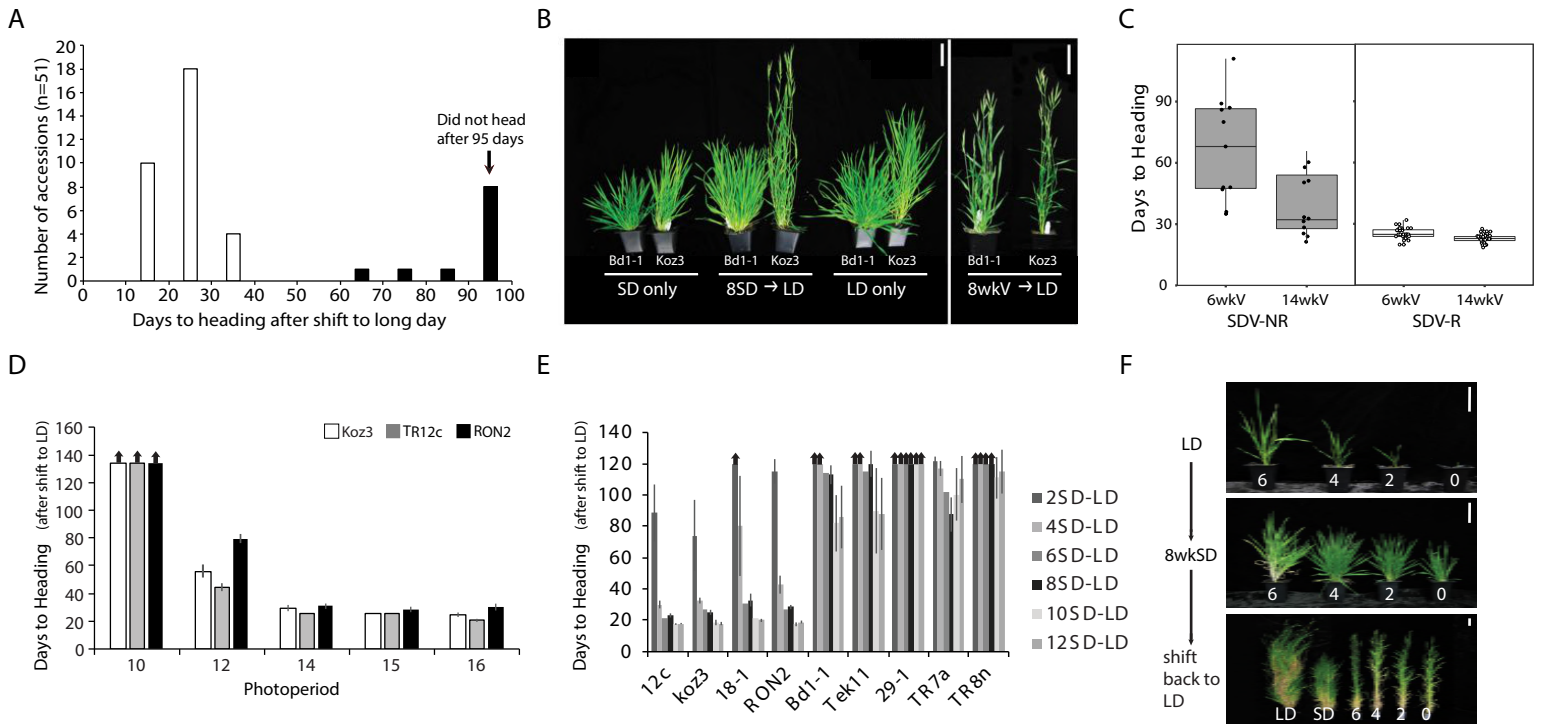 A
Number of accessions (n=51)
20
18
16
14
12
10
8
6
4
2
0
Did not head
after 95 days
0 10 20 30 40 50 60 70 80 90 100
Days to heading after shift to long day
B
Bd1-1 Koz3 Bd1-1 Koz3 Bd1-1 Koz3 Bd1-1 Koz3
SD only 8SD → LD LD only 8wkV → LD
C
Days to Heading
90
60
30
0
6wkV 14wkV 6wkV 14wkV
SDV-NR SDV-R
D
Days to Heading (after shift to LD)
160
140
120
100
80
60
40
20
0
Koz3 TR12c RON2
10 12 14 15 16
Photoperiod
E
Days to Heading (after shift to LD)
140
120
100
80
60
40
20
0
12c koz3 18-1 RON2 Bd1-1 Tek11 29-1 TR7a TR8n
2SD-LD
4SD-LD
6SD-LD
8SD-LD
10SD-LD
12SD-LD
F
LD
6 4 2 0
8wkSD
6 4 2 0
shift
back to
LD
LD SD 6 4 2 0